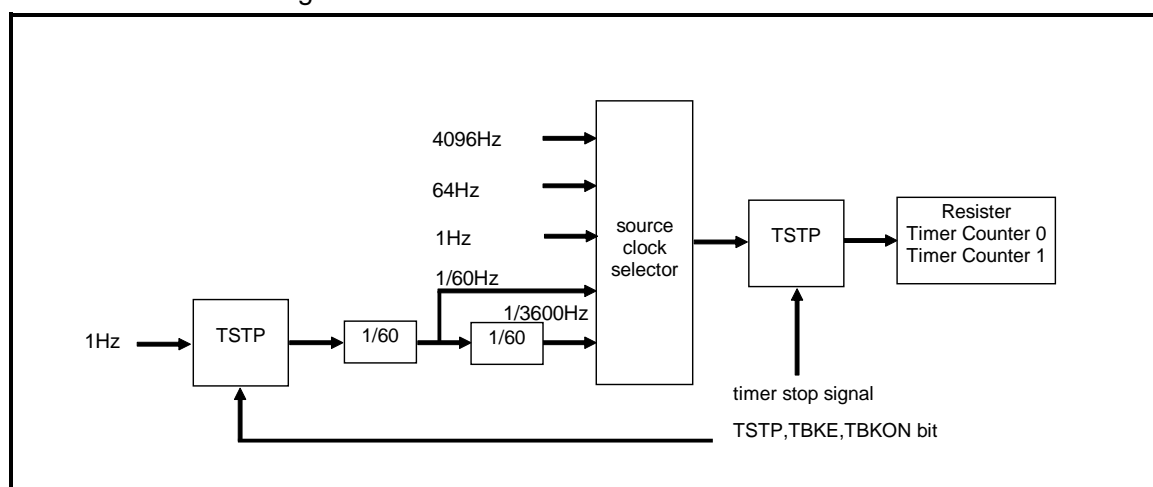 4096Hz
64Hz
1Hz
1/60Hz
1/3600Hz
1Hz
TSTP
1/60
1/60
source
clock
selector
TSTP
Resister
Timer Counter 0
Timer Counter 1
timer stop signal
TSTP,TBKE,TBKON bit